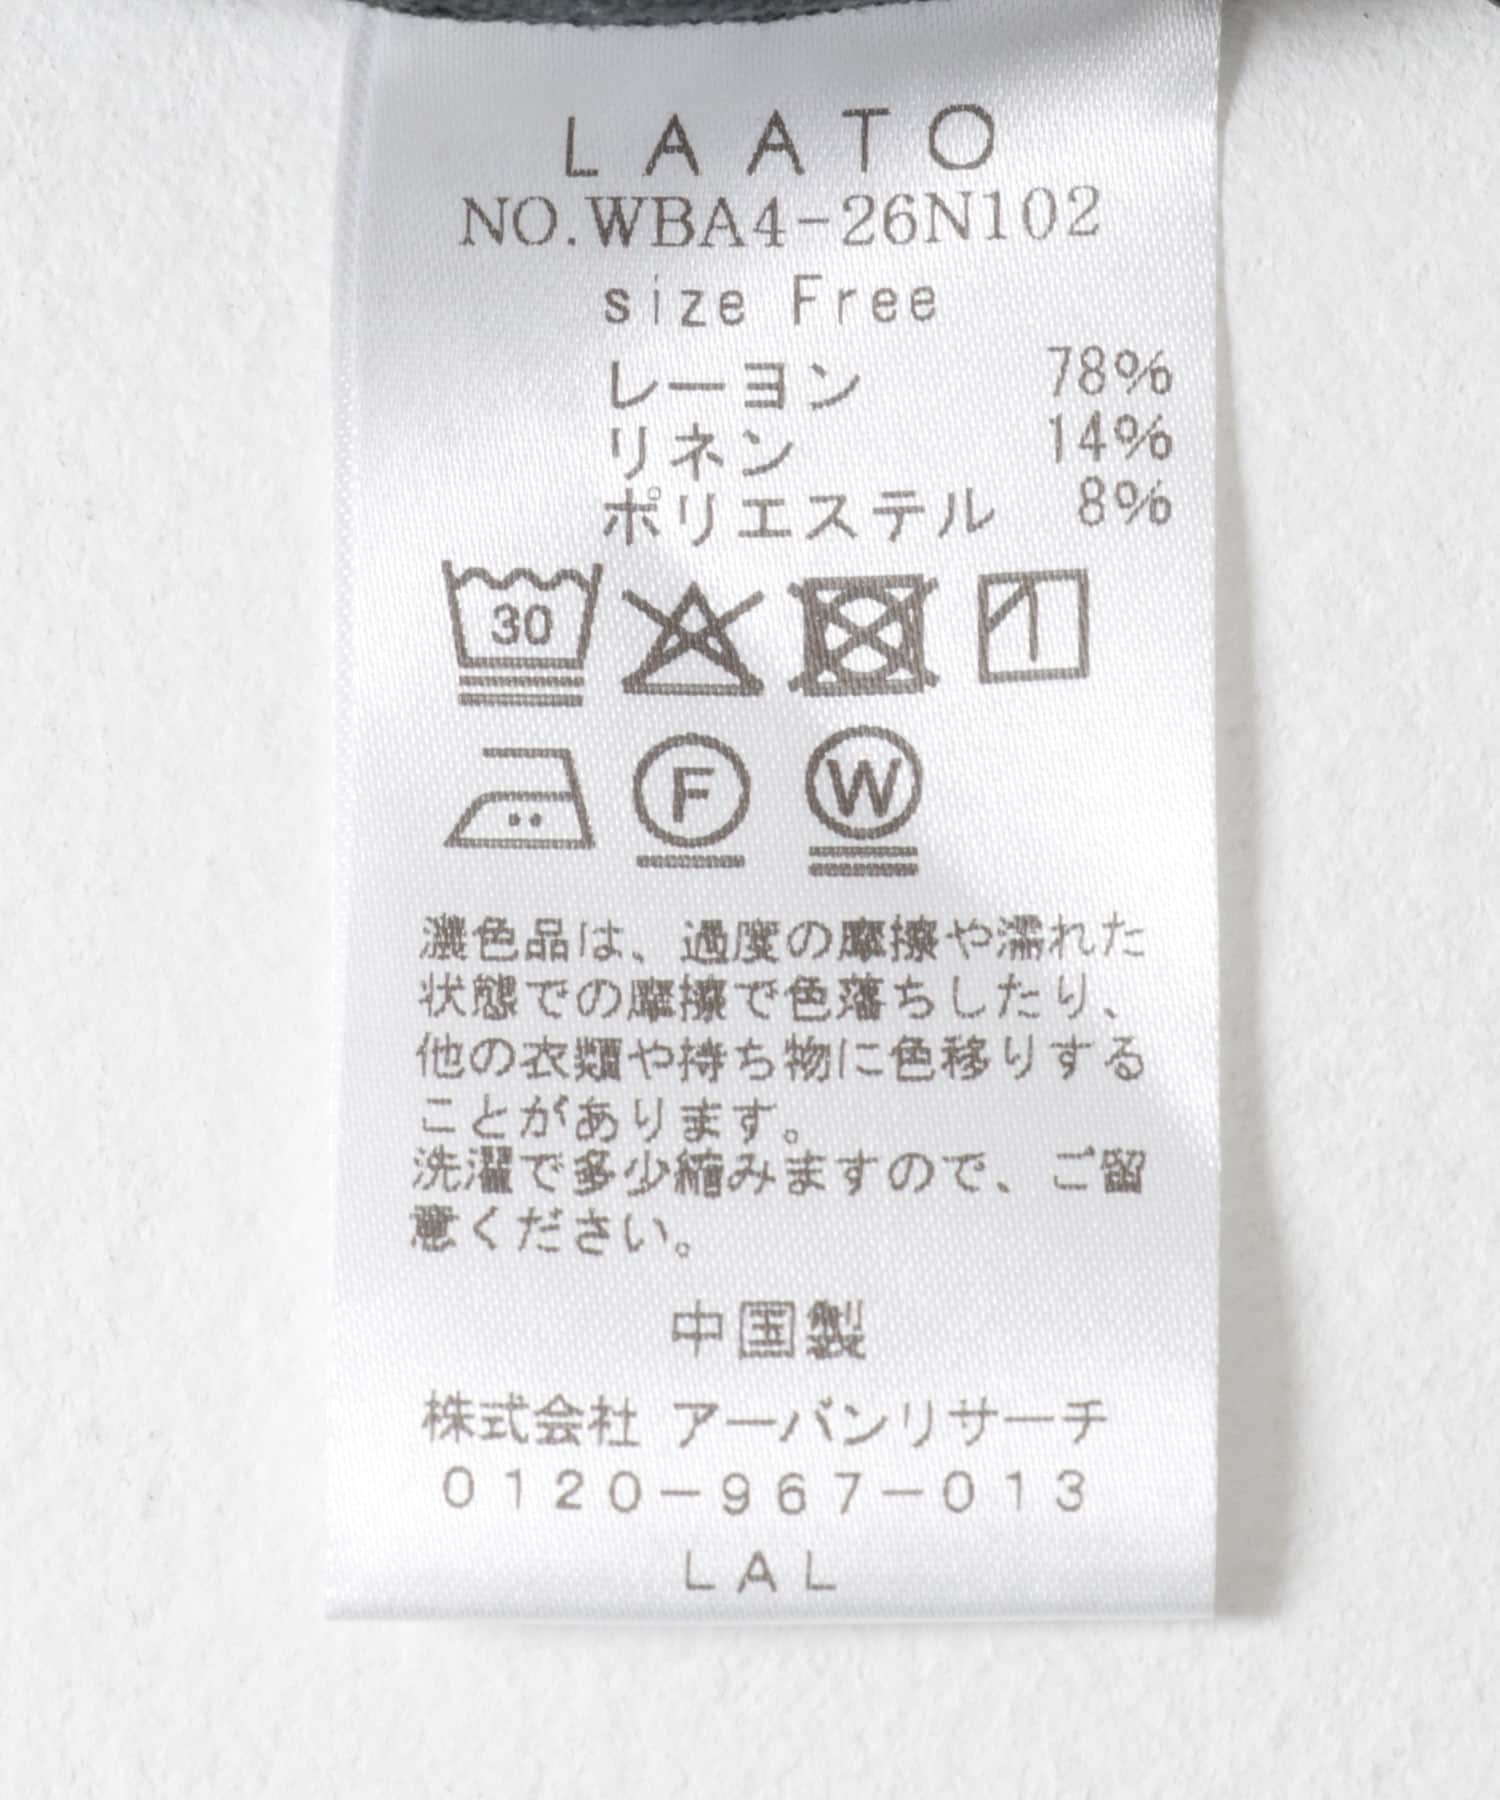 LAATO
NO.WBA4-26N102
size Free
レーヨン 78%
リネン 14%
ポリエステル 8%
30
F W
濃色品は、過度の摩擦や濡れた
状態での摩擦で色落ちしたり、
他の衣類や持ち物に色移りする
ことがあります。
洗濯で多少縮みますので、ご留
意ください。
中国製
株式会社 アーバンリサーチ
0120-967-013
LAL